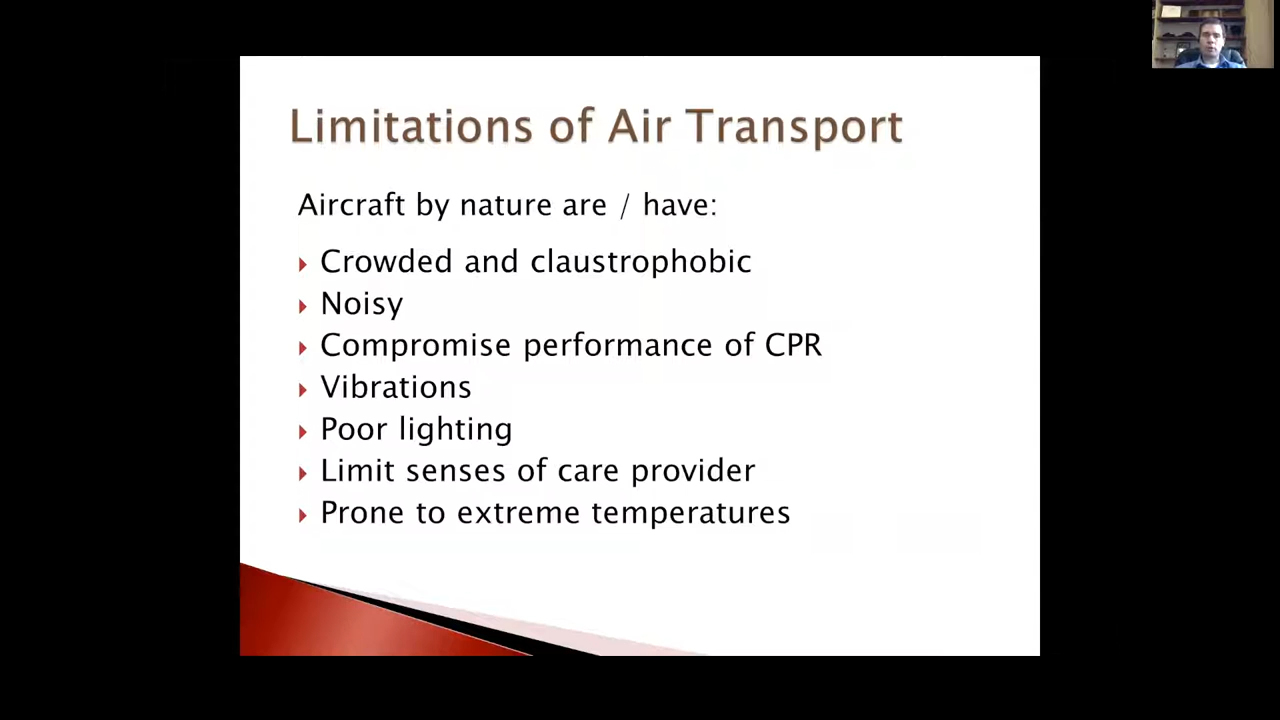 Limitations of Air Transport
Aircraft by nature are / have:
Crowded and claustrophobic
Noisy
Compromise performance of CPR
Vibrations
Poor lighting
Limit senses of care provider
Prone to extreme temperatures